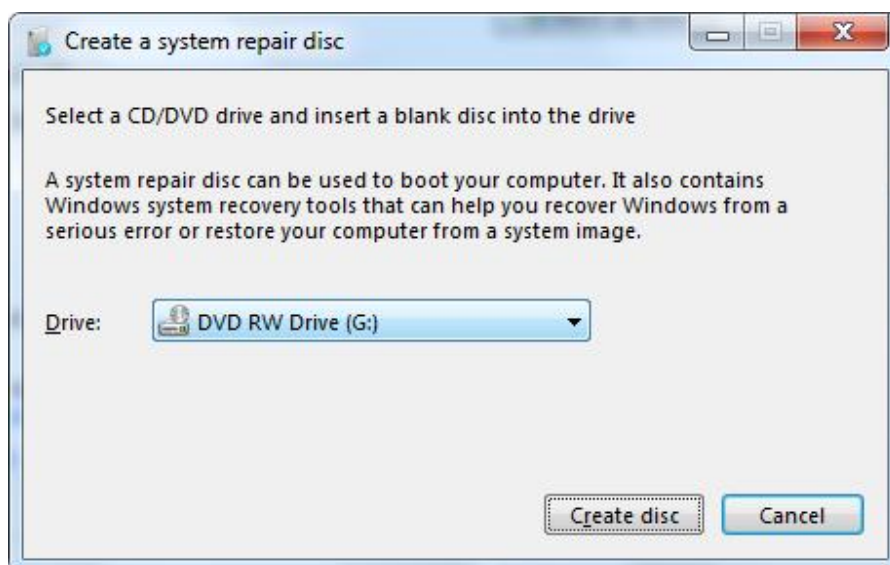 Create a system repair disc
Select a CD/DVD drive and insert a blank disc into the drive
A system repair disc can be used to boot your computer. It also contains
Windows system recovery tools that can help you recover Windows from a
serious error or restore your computer from a system image.
Drive: DVD RW Drive (G:)
Create disc Cancel